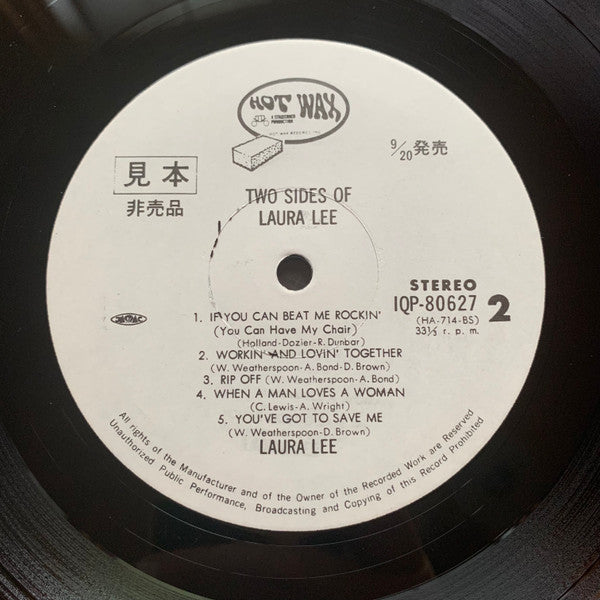 HOT WAX
9/20発売
見本
非売品
TWO SIDES OF
LAURA LEE
STEREO
IQP-80627 2
(HA-714-BS)
33⅓ r. p. m.
1. IF YOU CAN BEAT ME ROCKIN'
(You Can Have My Chair)
(Holland-Dozier-R. Dunbar)
2. WORKIN' AND LOVIN' TOGETHER
(W. Weatherspoon-A. Bond-D. Brown)
3. RIP OFF (W. Weatherspoon-A. Bond)
4. WHEN A MAN LOVES A WOMAN
(C. Lewis-A. Wright)
5. YOU'VE GOT TO SAVE ME
(W. Weatherspoon-D. Brown)
LAURA LEE
All rights of the Manufacturer and of the Owner of the Recorded Work are Reserved
Unauthorized Public Performance, Broadcasting and Copying of this Record Prohibited